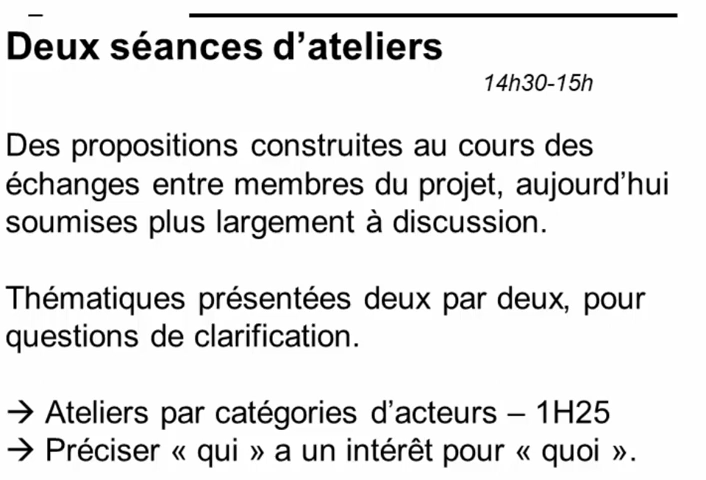 Deux séances d’ateliers
14h30-15h
Des propositions construites au cours des
échanges entre membres du projet, aujourd’hui
soumises plus largement à discussion.
Thématiques présentées deux par deux, pour
questions de clarification.
→ Ateliers par catégories d’acteurs – 1H25
→ Préciser « qui » a un intérêt pour « quoi ».